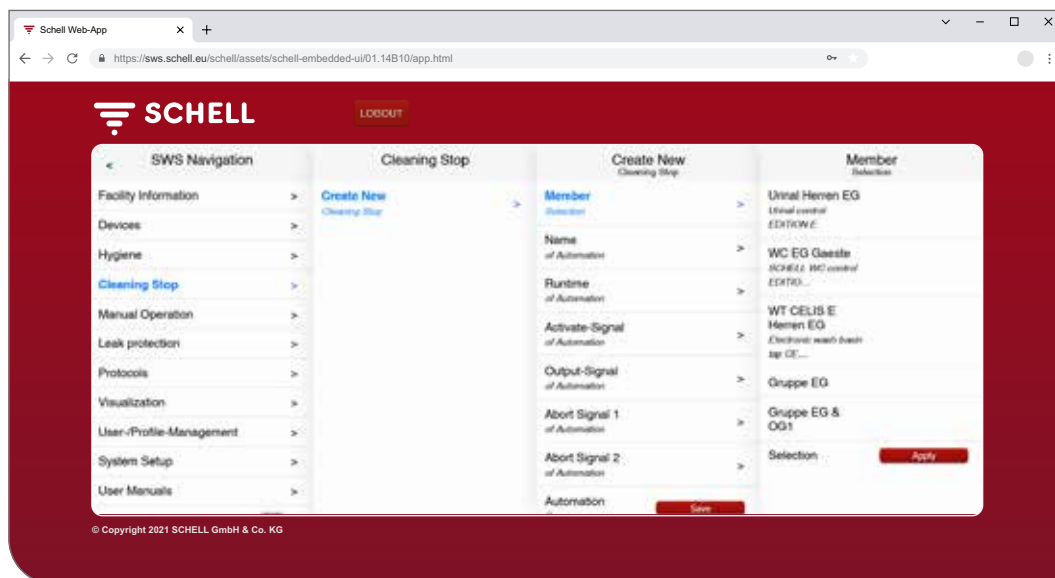 Schell Web-App
https://sws.schell.eu/schell/assets/schell-embedded-ui/01.14B10/app.html
SCHELL
LOGOUT
< SWS Navigation
Facility Information >
Devices >
Hygiene >
Cleaning Stop >
Manual Operation >
Leak protection >
Protocols >
Visualization >
User-/Profile-Management >
System Setup >
User Manuals >
Cleaning Stop
Create New >
Cleaning Stop
Create New
Cleaning Stop
Member >
Selection
Name >
of Automation
Runtime >
of Automation
Activate-Signal >
of Automation
Output-Signal >
of Automation
Abort Signal 1 >
of Automation
Abort Signal 2 >
of Automation
Automation
Save
Member
Selection
Urinal Herren EG
Urinal control
EDITION E
WC EG Gaeste
SCHELL WC control
EDITIO...
WT CELIS E
Herren EG
Electronic wash basin
tap CE...
Gruppe EG
Gruppe EG &
OG1
Selection
Apply
© Copyright 2021 SCHELL GmbH & Co. KG